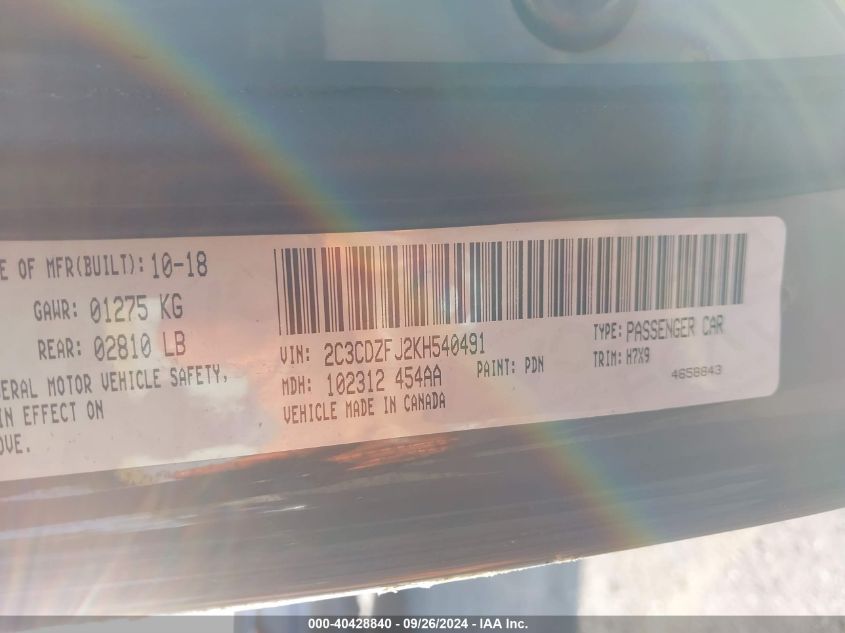 E OF MFR(BUILT): 10-18
GAWR: 01275 KG
REAR: 02810 LB
ERAL MOTOR VEHICLE SAFETY,
IN EFFECT ON
OVE.
VIN: 2C3CDZFJ2KH540491
TYPE: PASSENGER CAR
MDH: 102312 454AA
PAINT: PDN
TRIM: H7X9
VEHICLE MADE IN CANADA
4658843
000-40428840 - 09/26/2024 - IAA Inc.